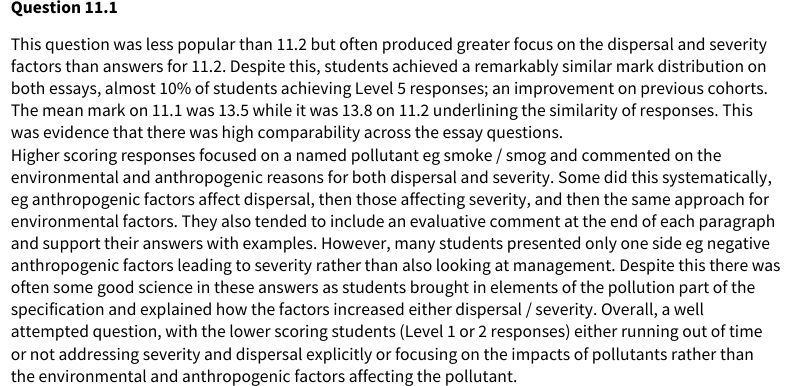 Question 11.1
This question was less popular than 11.2 but often produced greater focus on the dispersal and severity
factors than answers for 11.2. Despite this, students achieved a remarkably similar mark distribution on
both essays, almost 10% of students achieving Level 5 responses; an improvement on previous cohorts.
The mean mark on 11.1 was 13.5 while it was 13.8 on 11.2 underlining the similarity of responses. This
was evidence that there was high comparability across the essay questions.
Higher scoring responses focused on a named pollutant eg smoke / smog and commented on the
environmental and anthropogenic reasons for both dispersal and severity. Some did this systematically,
eg anthropogenic factors affect dispersal, then those affecting severity, and then the same approach for
environmental factors. They also tended to include an evaluative comment at the end of each paragraph
and support their answers with examples. However, many students presented only one side eg negative
anthropogenic factors leading to severity rather than also looking at management. Despite this there was
often some good science in these answers as students brought in elements of the pollution part of the
specification and explained how the factors increased either dispersal / severity. Overall, a well
attempted question, with the lower scoring students (Level 1 or 2 responses) either running out of time
or not addressing severity and dispersal explicitly or focusing on the impacts of pollutants rather than
the environmental and anthropogenic factors affecting the pollutant.